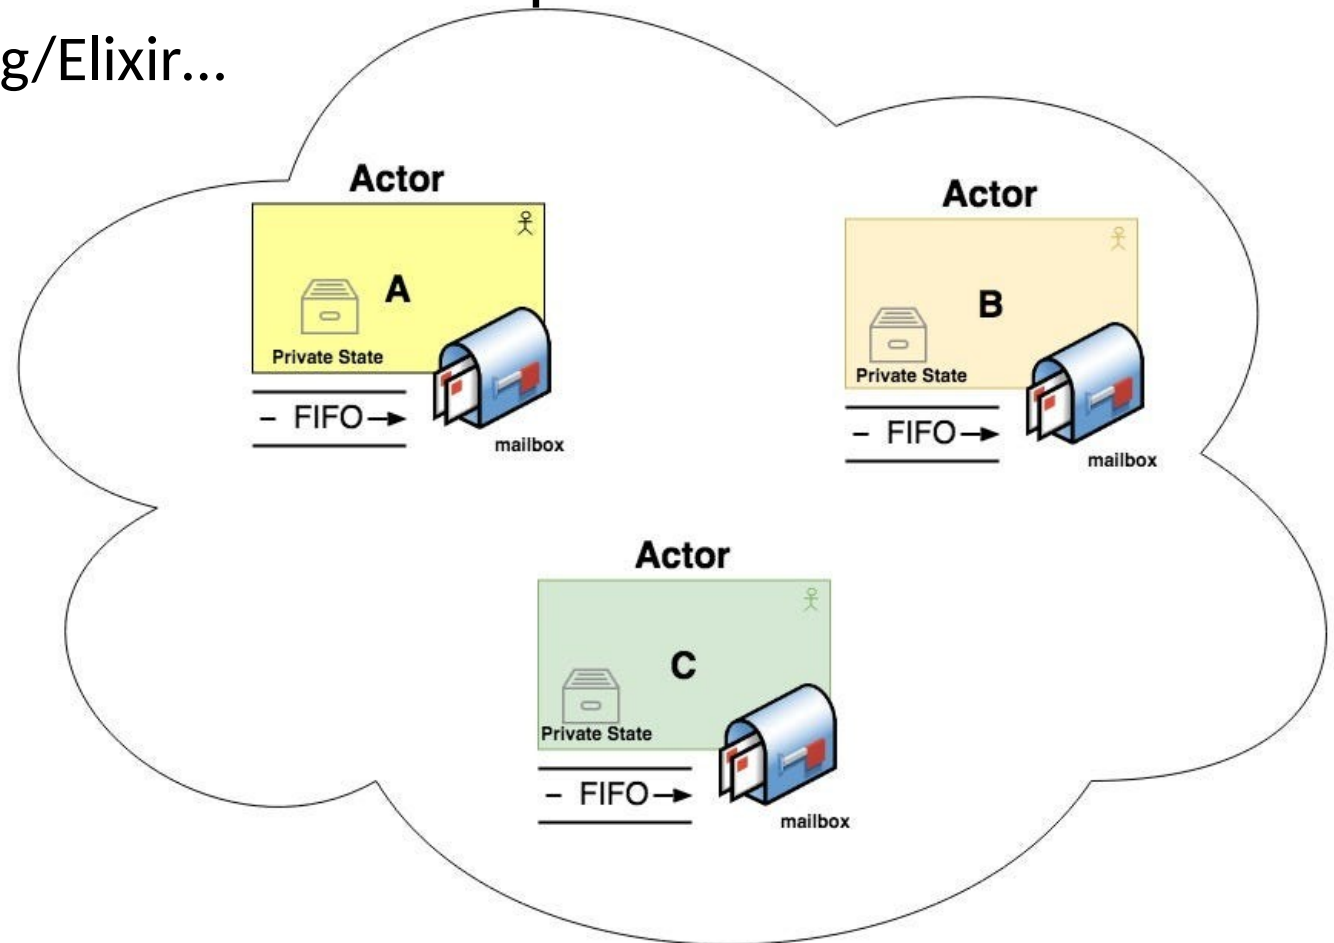 g/Elixir...
Actor
A
Private State
– FIFO
mailbox
Actor
B
Private State
– FIFO
mailbox
Actor
C
Private State
– FIFO
mailbox